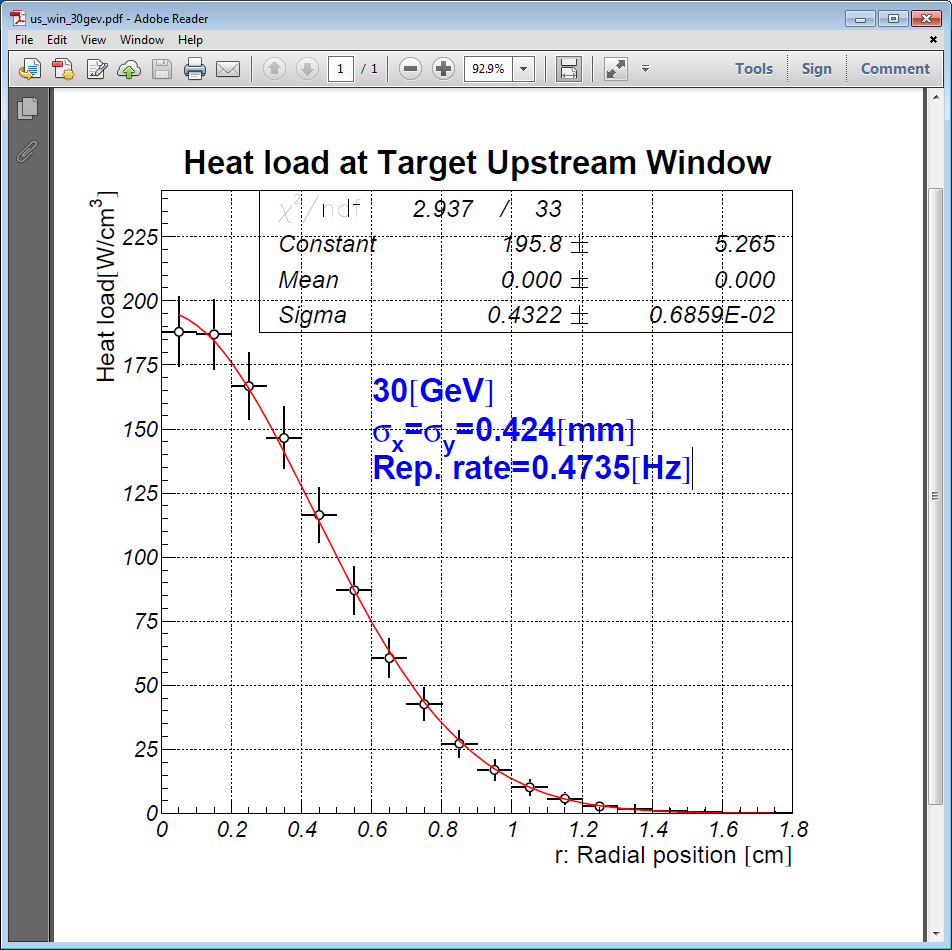 us_win_30gev.pdf - Adobe Reader
File Edit View Window Help
1 / 1 92.9% Tools Sign Comment
Heat load at Target Upstream Window
χ²/ndf 2.937 / 33
Constant 195.8 ± 5.265
Mean 0.000 ± 0.000
Sigma 0.4322 ± 0.6859E-02
Heat load[W/cm³]
225
200
175
150
125
100
75
50
25
0
30[GeV]
σx=σy=0.424[mm]
Rep. rate=0.4735[Hz]
0 0.2 0.4 0.6 0.8 1 1.2 1.4 1.6 1.8
r: Radial position [cm]